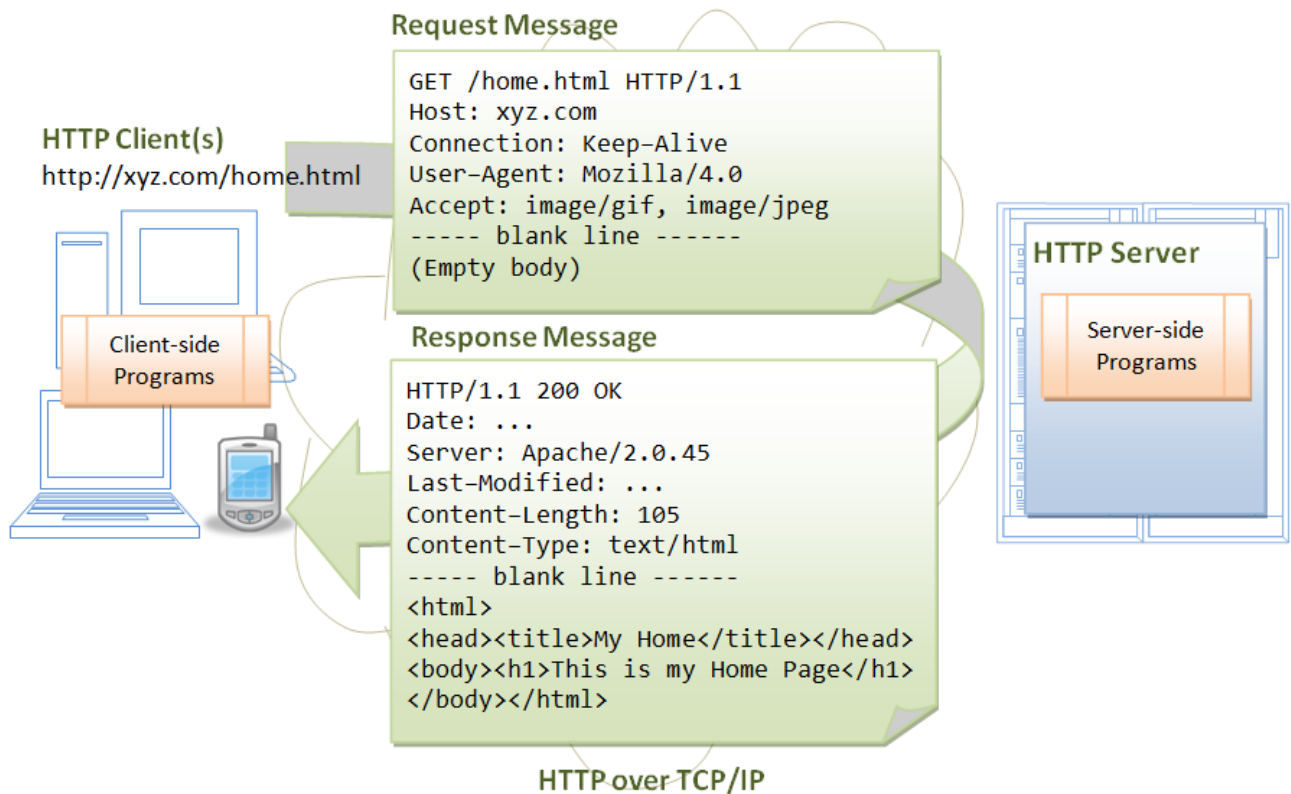 Request Message
GET /home.html HTTP/1.1
Host: xyz.com
Connection: Keep-Alive
User-Agent: Mozilla/4.0
Accept: image/gif, image/jpeg
----- blank line ------
(Empty body)
HTTP Client(s)
http://xyz.com/home.html
Client-side
Programs
HTTP Server
Server-side
Programs
Response Message
HTTP/1.1 200 OK
Date: ...
Server: Apache/2.0.45
Last-Modified: ...
Content-Length: 105
Content-Type: text/html
----- blank line ------
<html>
<head><title>My Home</title></head>
<body><h1>This is my Home Page</h1>
</body></html>
HTTP over TCP/IP